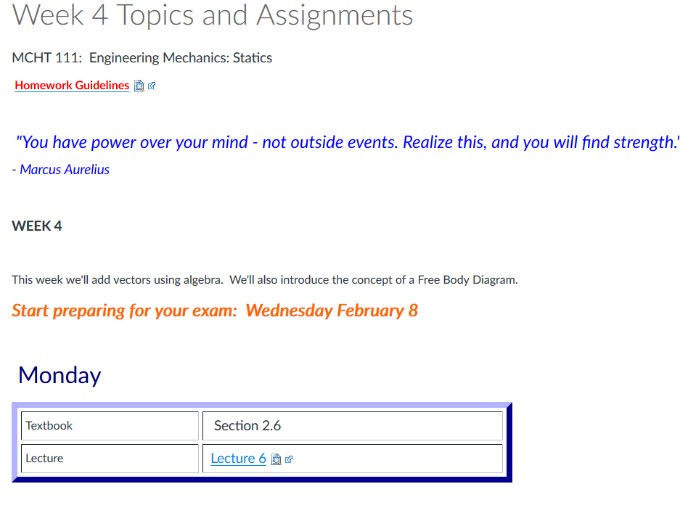 Week 4 Topics and Assignments
MCHT 111: Engineering Mechanics: Statics
Homework Guidelines
"You have power over your mind - not outside events. Realize this, and you will find strength.'
- Marcus Aurelius
WEEK 4
This week we'll add vectors using algebra. We'll also introduce the concept of a Free Body Diagram.
Start preparing for your exam: Wednesday February 8
Monday
Textbook Section 2.6
Lecture Lecture 6